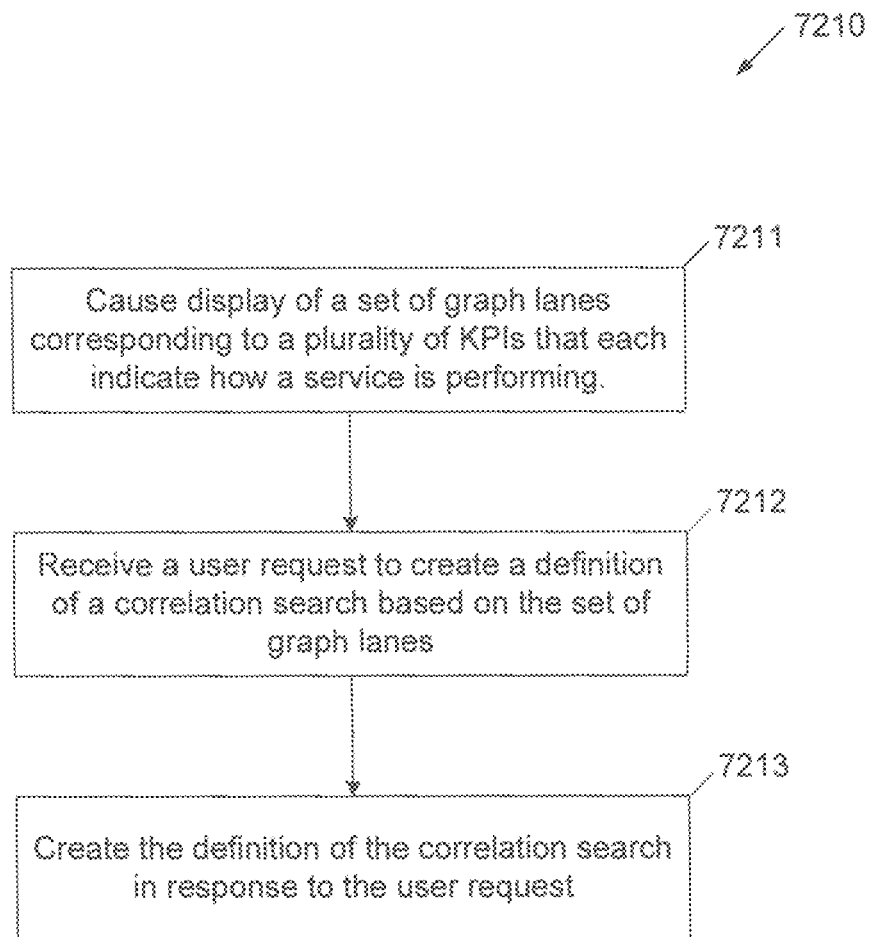 7210
7211
Cause display of a set of graph lanes
corresponding to a plurality of KPIs that each
indicate how a service is performing.
7212
Receive a user request to create a definition
of a correlation search based on the set of
graph lanes
7213
Create the definition of the correlation search
in response to the user request